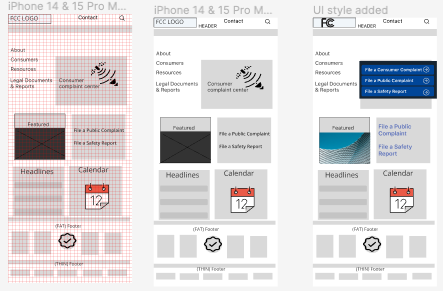 iPhone 14 & 15 Pro M...
FCC LOGO
Contact
HEADER
About
Consumers
Resources
Legal Documents
& Reports
Consumer
complaint center
Featured
File a Public Complaint
File a Safety Report
Headlines
Calendar
12
(FAT) Footer
(THIN) Footer
iPhone 14 & 15 Pro M...
FCC LOGO
Contact
HEADER
About
Consumers
Resources
Legal Documents
& Reports
Consumer
complaint center
Featured
File a Public Complaint
File a Safety Report
Headlines
Calendar
12
(FAT) Footer
(THIN) Footer
UI style added
FC
Contact
HEADER
About
Consumers
Resources
Legal Documents
& Reports
File a Consumer Complaint
File a Public Complaint
File a Safety Report
Featured
File a Public
Complaint
File a Safety
Report
Headlines
Calendar
12
(FAT) Footer
(THIN) Footer